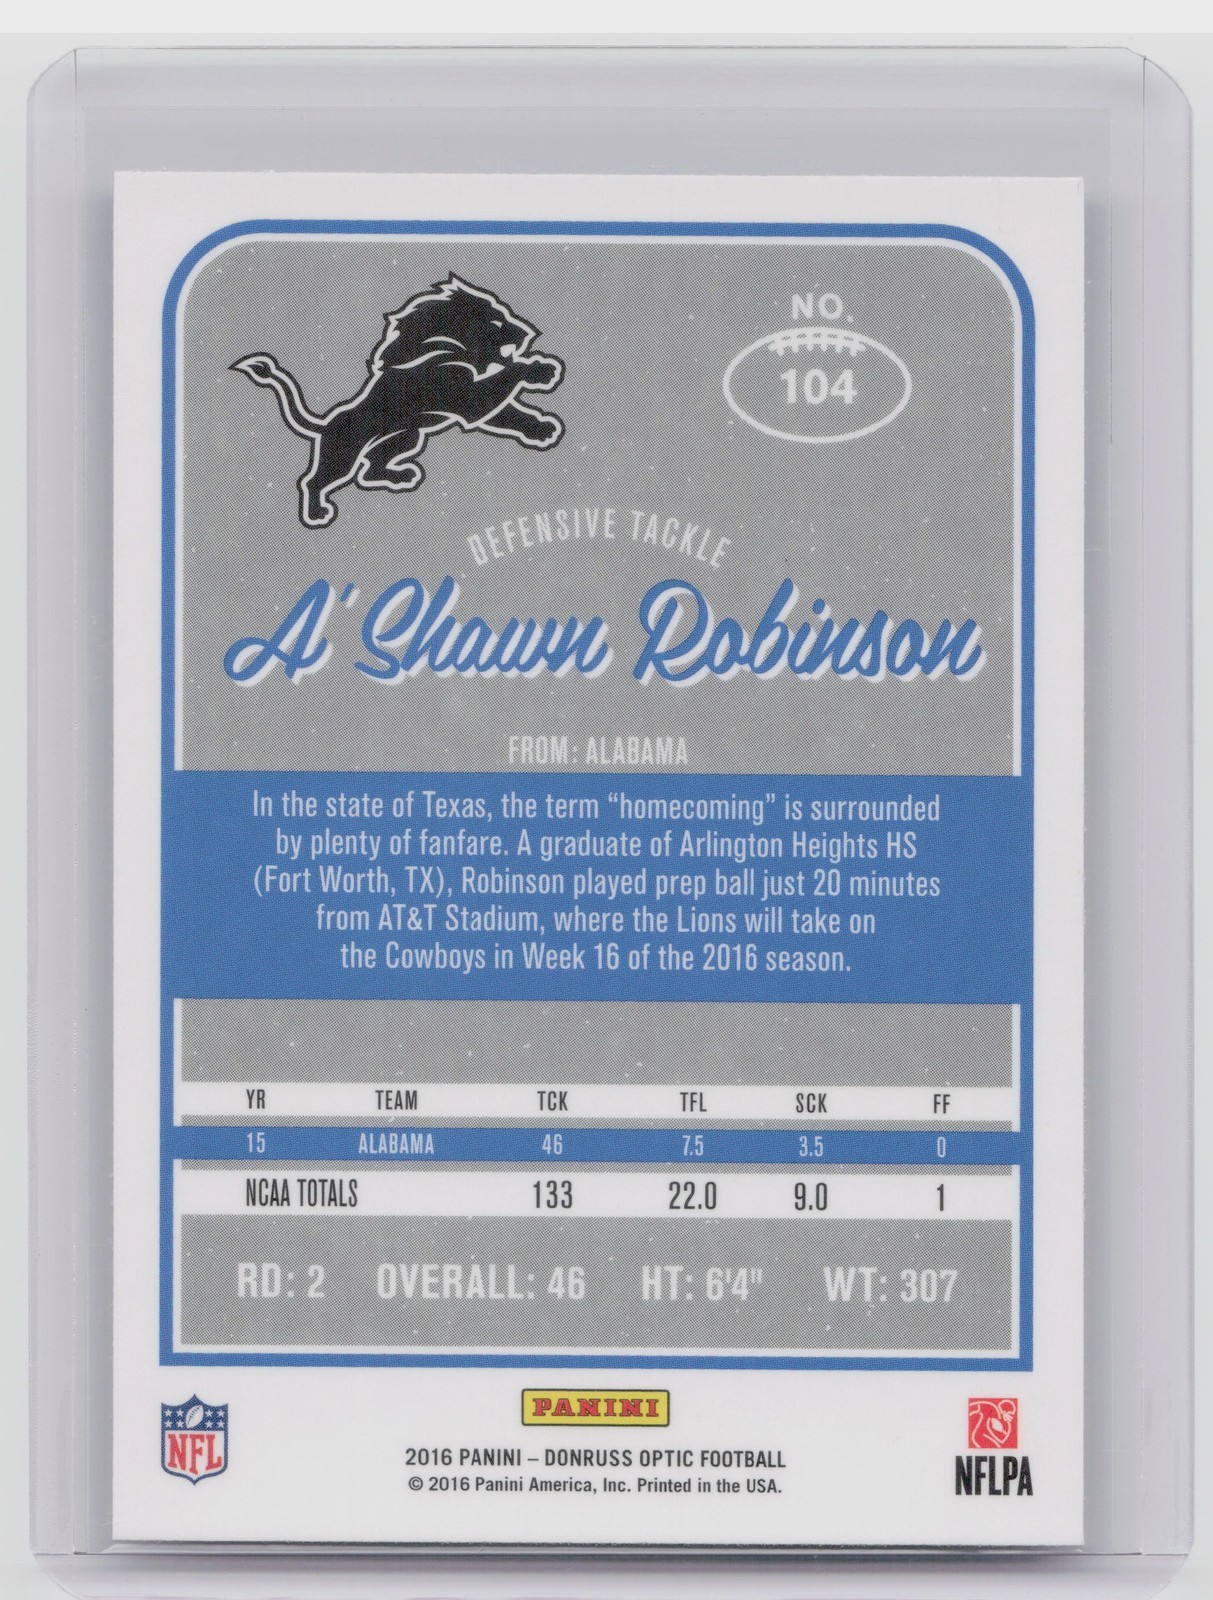 NO.
104
DEFENSIVE TACKLE
A'Shawn Robinson
FROM: ALABAMA
In the state of Texas, the term “homecoming” is surrounded
by plenty of fanfare. A graduate of Arlington Heights HS
(Fort Worth, TX), Robinson played prep ball just 20 minutes
from AT&T Stadium, where the Lions will take on
the Cowboys in Week 16 of the 2016 season.
YR TEAM TCK TFL SCK FF
15 ALABAMA 46 7.5 3.5 0
NCAA TOTALS 133 22.0 9.0 1
RD: 2 OVERALL: 46 HT: 6'4" WT: 307
NFL
PANINI
2016 PANINI – DONRUSS OPTIC FOOTBALL
© 2016 Panini America, Inc. Printed in the USA.
NFLPA